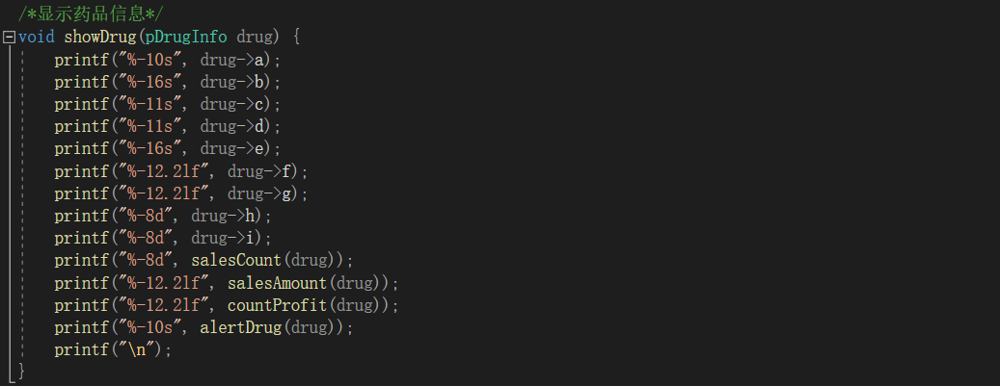 /*显示药品信息*/
void showDrug(pDrugInfo drug) {
    printf("%-10s", drug->a);
    printf("%-16s", drug->b);
    printf("%-11s", drug->c);
    printf("%-11s", drug->d);
    printf("%-16s", drug->e);
    printf("%-12.2lf", drug->f);
    printf("%-12.2lf", drug->g);
    printf("%-8d", drug->h);
    printf("%-8d", drug->i);
    printf("%-8d", salesCount(drug));
    printf("%-12.2lf", salesAmount(drug));
    printf("%-12.2lf", countProfit(drug));
    printf("%-10s", alertDrug(drug));
    printf("\n");
}